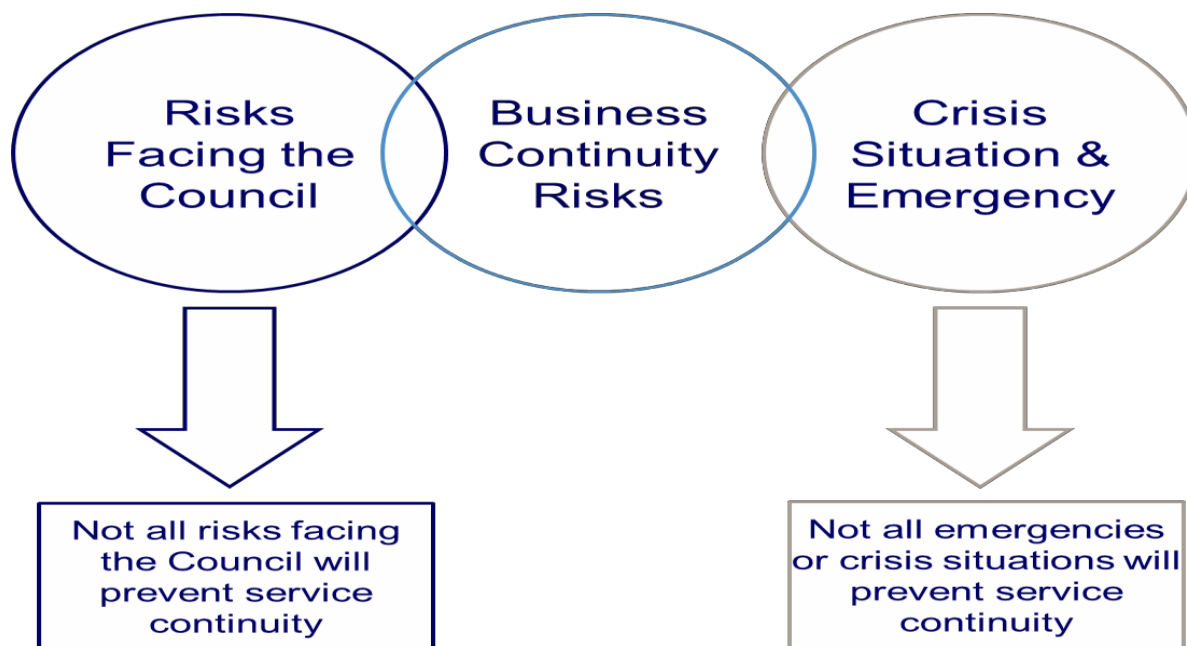 Risks
Facing the
Council
Business
Continuity
Risks
Crisis
Situation &
Emergency
Not all risks facing
the Council will
prevent service
continuity
Not all emergencies
or crisis situations will
prevent service
continuity